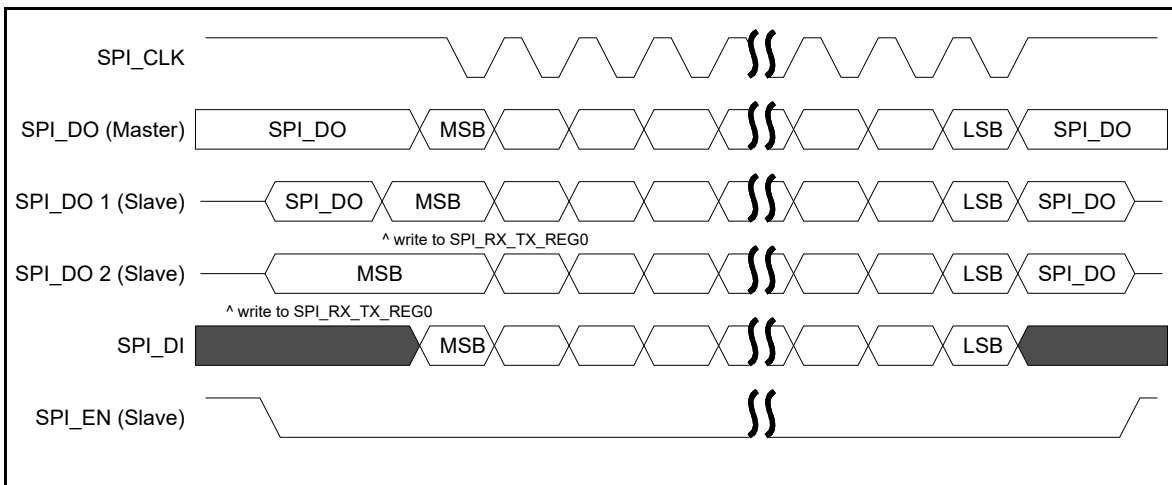 SPI_CLK
SPI_DO (Master) SPI_DO MSB LSB SPI_DO
SPI_DO 1 (Slave) SPI_DO MSB LSB SPI_DO
^ write to SPI_RX_TX_REG0
SPI_DO 2 (Slave) MSB LSB SPI_DO
^ write to SPI_RX_TX_REG0
SPI_DI MSB LSB
SPI_EN (Slave)